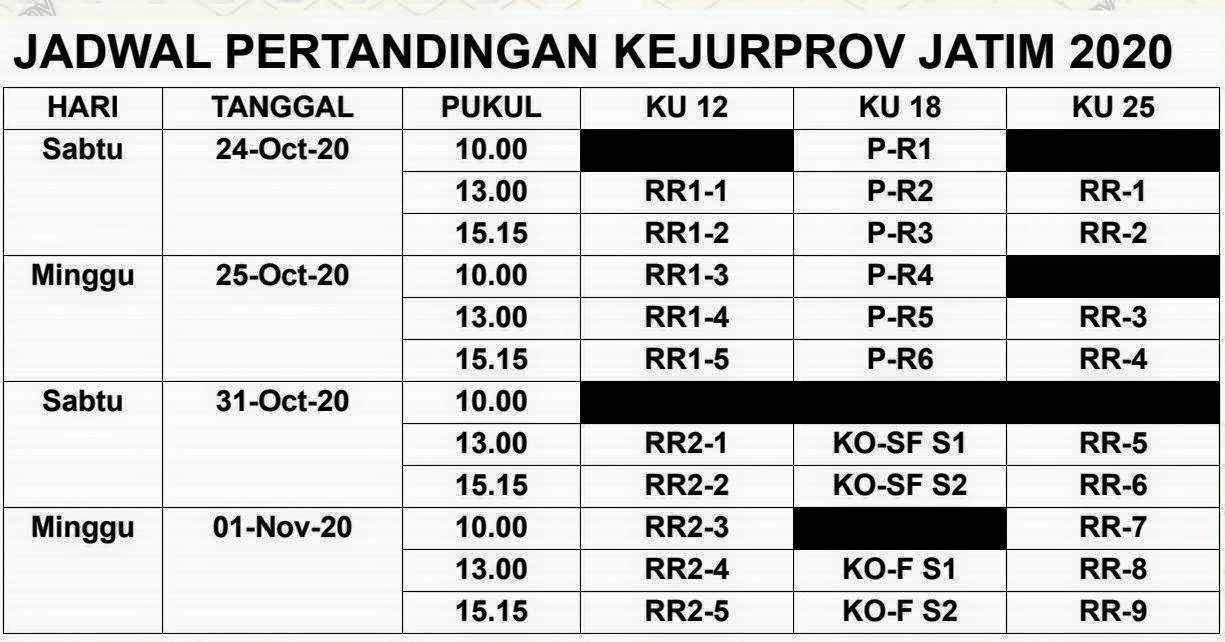 JADWAL PERTANDINGAN KEJURPROV JATIM 2020
HARI TANGGAL PUKUL KU 12 KU 18 KU 25
Sabtu 24-Oct-20 10.00 P-R1
13.00 RR1-1 P-R2 RR-1
15.15 RR1-2 P-R3 RR-2
Minggu 25-Oct-20 10.00 RR1-3 P-R4
13.00 RR1-4 P-R5 RR-3
15.15 RR1-5 P-R6 RR-4
Sabtu 31-Oct-20 10.00
13.00 RR2-1 KO-SF S1 RR-5
15.15 RR2-2 KO-SF S2 RR-6
Minggu 01-Nov-20 10.00 RR2-3 RR-7
13.00 RR2-4 KO-F S1 RR-8
15.15 RR2-5 KO-F S2 RR-9